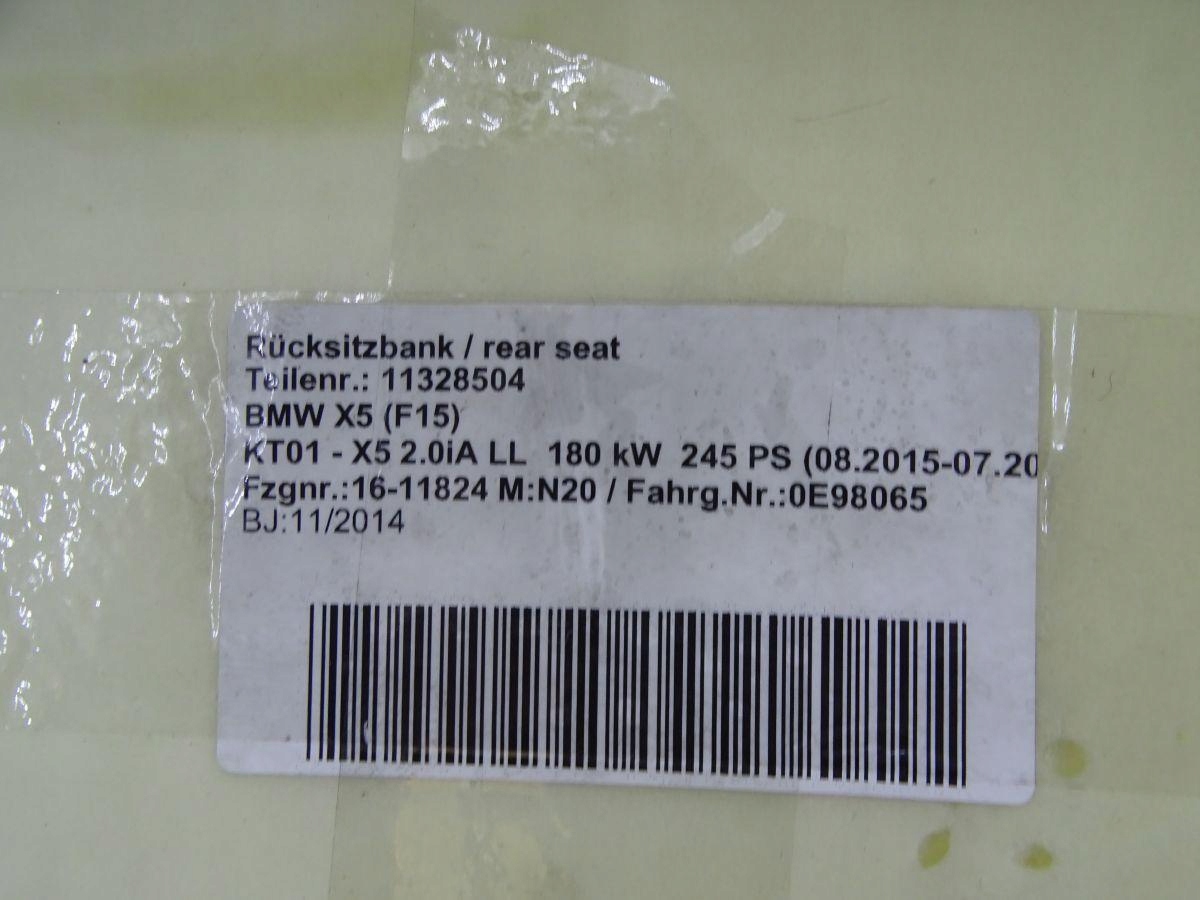 Rücksitzbank / rear seat
Teilenr.: 11328504
BMW X5 (F15)
KT01 - X5 2.0iA LL  180 kW  245 PS (08.2015-07.20
Fzgnr.:16-11824 M:N20 / Fahrg.Nr.:0E98065
BJ:11/2014